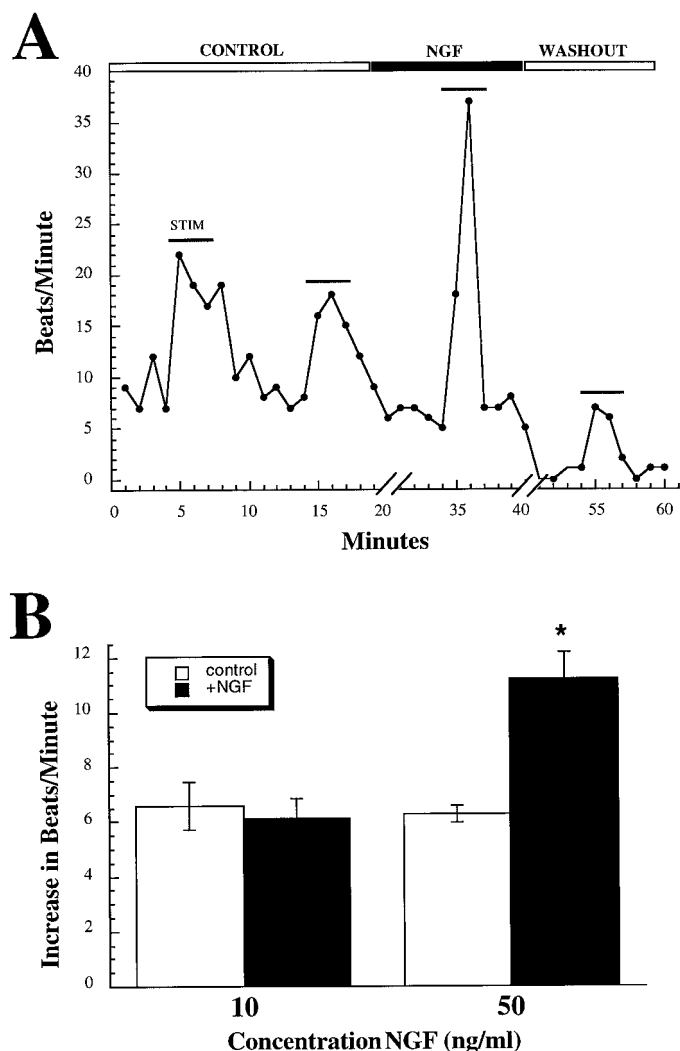 A
CONTROL NGF WASHOUT
40
35
30
25
20
15
10
5
0
Beats/Minute
STIM
0 5 10 15 20 35 40 55 60
Minutes
B
12
10
8
6
4
2
0
Increase in Beats/Minute
control
+NGF
*
10 50
Concentration NGF (ng/ml)